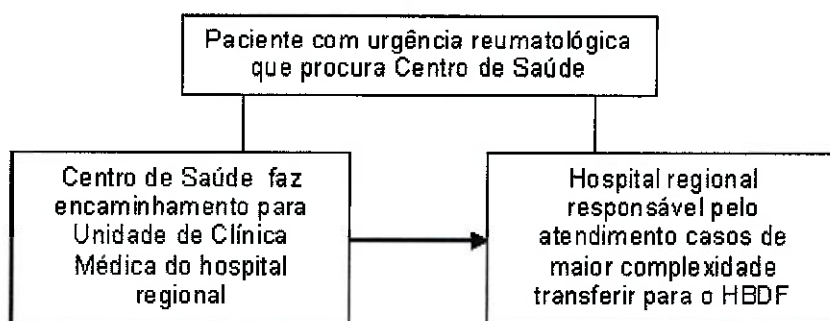 Paciente com urgência reumatológica
que procura Centro de Saúde
Centro de Saúde faz
encaminhamento para
Unidade de Clínica
Médica do hospital
regional
Hospital regional
responsável pelo
atendimento casos de
maior complexidade
transferir para o HBDF